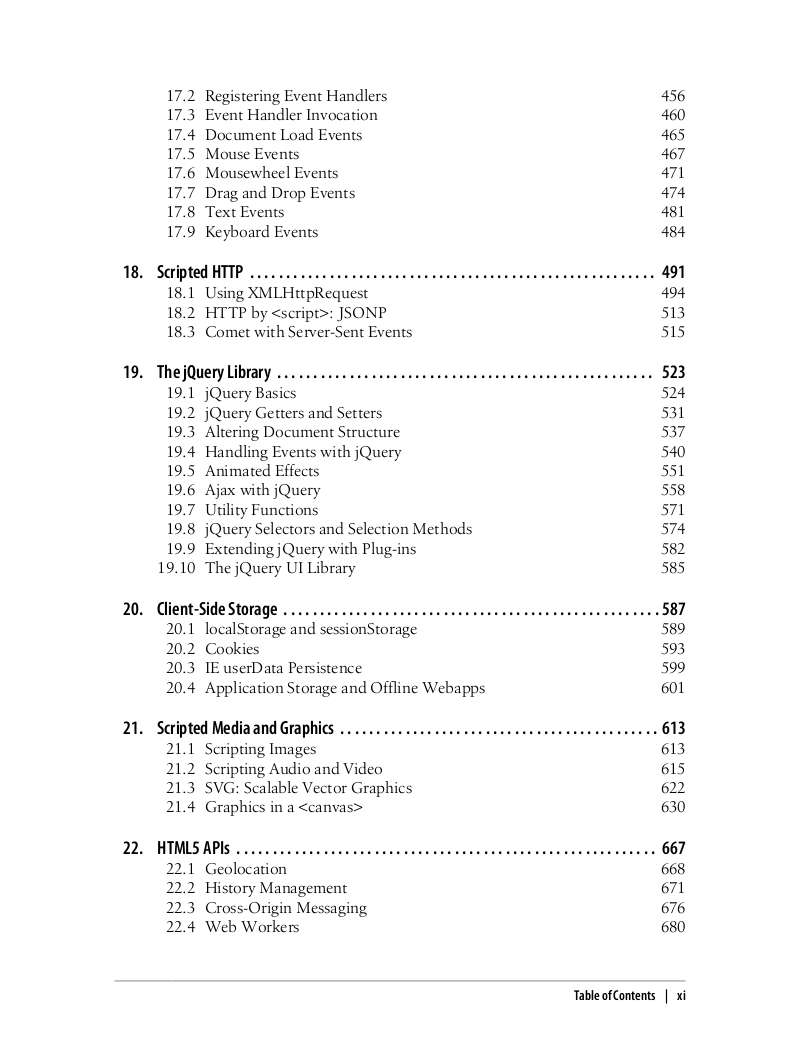 17.2 Registering Event Handlers 456
17.3 Event Handler Invocation 460
17.4 Document Load Events 465
17.5 Mouse Events 467
17.6 Mousewheel Events 471
17.7 Drag and Drop Events 474
17.8 Text Events 481
17.9 Keyboard Events 484
18. Scripted HTTP . . . . . . . . . . . . . . . . . . . . . . . . . . . . . . . . . . . . . . . . . . . . . . . . . . . . . . . . 491
18.1 Using XMLHttpRequest 494
18.2 HTTP by <script>: JSONP 513
18.3 Comet with Server-Sent Events 515
19. The jQuery Library . . . . . . . . . . . . . . . . . . . . . . . . . . . . . . . . . . . . . . . . . . . . . . . . . . . . 523
19.1 jQuery Basics 524
19.2 jQuery Getters and Setters 531
19.3 Altering Document Structure 537
19.4 Handling Events with jQuery 540
19.5 Animated Effects 551
19.6 Ajax with jQuery 558
19.7 Utility Functions 571
19.8 jQuery Selectors and Selection Methods 574
19.9 Extending jQuery with Plug-ins 582
19.10 The jQuery UI Library 585
20. Client-Side Storage . . . . . . . . . . . . . . . . . . . . . . . . . . . . . . . . . . . . . . . . . . . . . . . . . . . . 587
20.1 localStorage and sessionStorage 589
20.2 Cookies 593
20.3 IE userData Persistence 599
20.4 Application Storage and Offline Webapps 601
21. Scripted Media and Graphics . . . . . . . . . . . . . . . . . . . . . . . . . . . . . . . . . . . . . . . . . . . . 613
21.1 Scripting Images 613
21.2 Scripting Audio and Video 615
21.3 SVG: Scalable Vector Graphics 622
21.4 Graphics in a <canvas> 630
22. HTML5 APIs . . . . . . . . . . . . . . . . . . . . . . . . . . . . . . . . . . . . . . . . . . . . . . . . . . . . . . . . . . 667
22.1 Geolocation 668
22.2 History Management 671
22.3 Cross-Origin Messaging 676
22.4 Web Workers 680
Table of Contents | xi